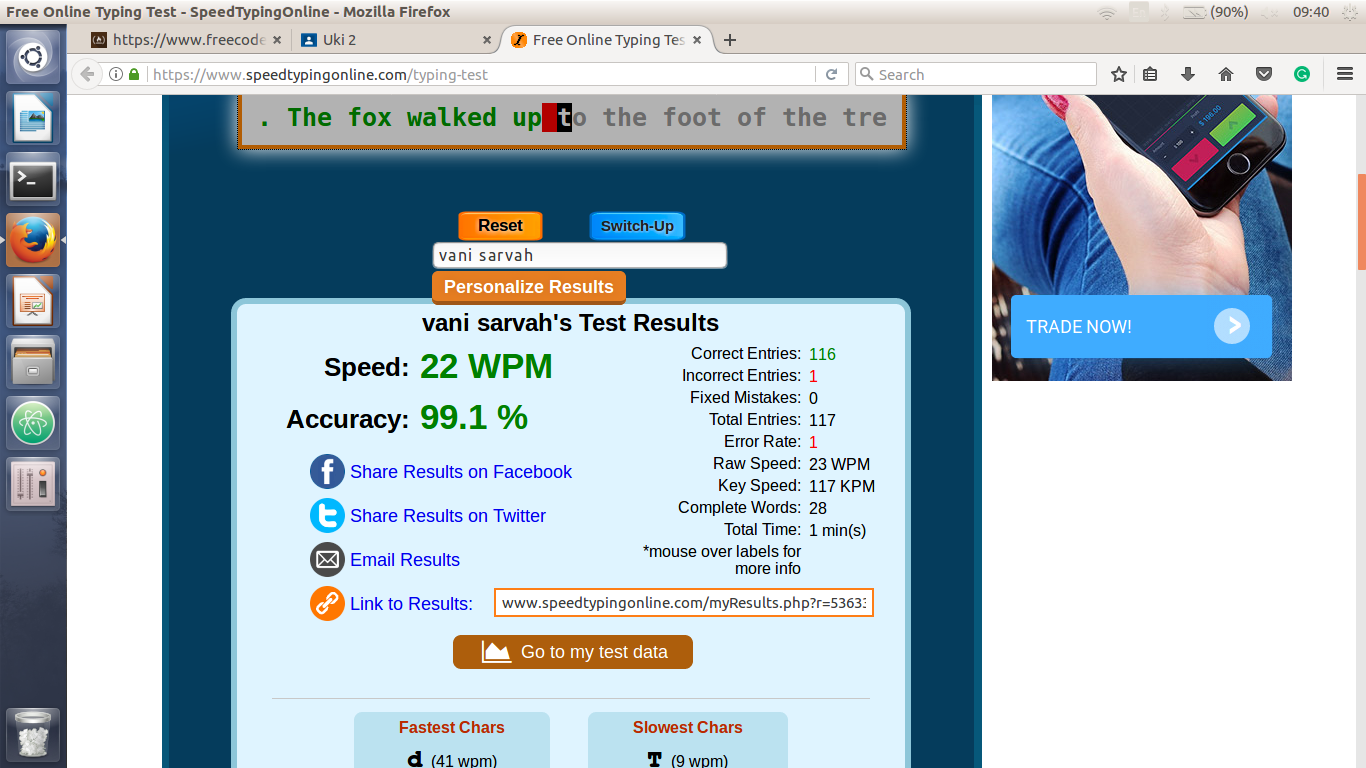 Free Online Typing Test - SpeedTypingOnline - Mozilla Firefox
(90%) 09:40
https://www.freecode Uki 2 Free Online Typing Tes
https://www.speedtypingonline.com/typing-test Search
. The fox walked up to the foot of the tre
$ 106.00
Reset Switch-Up
vani sarvah
Personalize Results
TRADE NOW!
vani sarvah's Test Results
Speed: 22 WPM
Accuracy: 99.1 %
Share Results on Facebook
Share Results on Twitter
Email Results
Link to Results: www.speedtypingonline.com/myResults.php?r=5363
Correct Entries: 116
Incorrect Entries: 1
Fixed Mistakes: 0
Total Entries: 117
Error Rate: 1
Raw Speed: 23 WPM
Key Speed: 117 KPM
Complete Words: 28
Total Time: 1 min(s)
*mouse over labels for
more info
Go to my test data
Fastest Chars
d (41 wpm)
Slowest Chars
T (9 wpm)